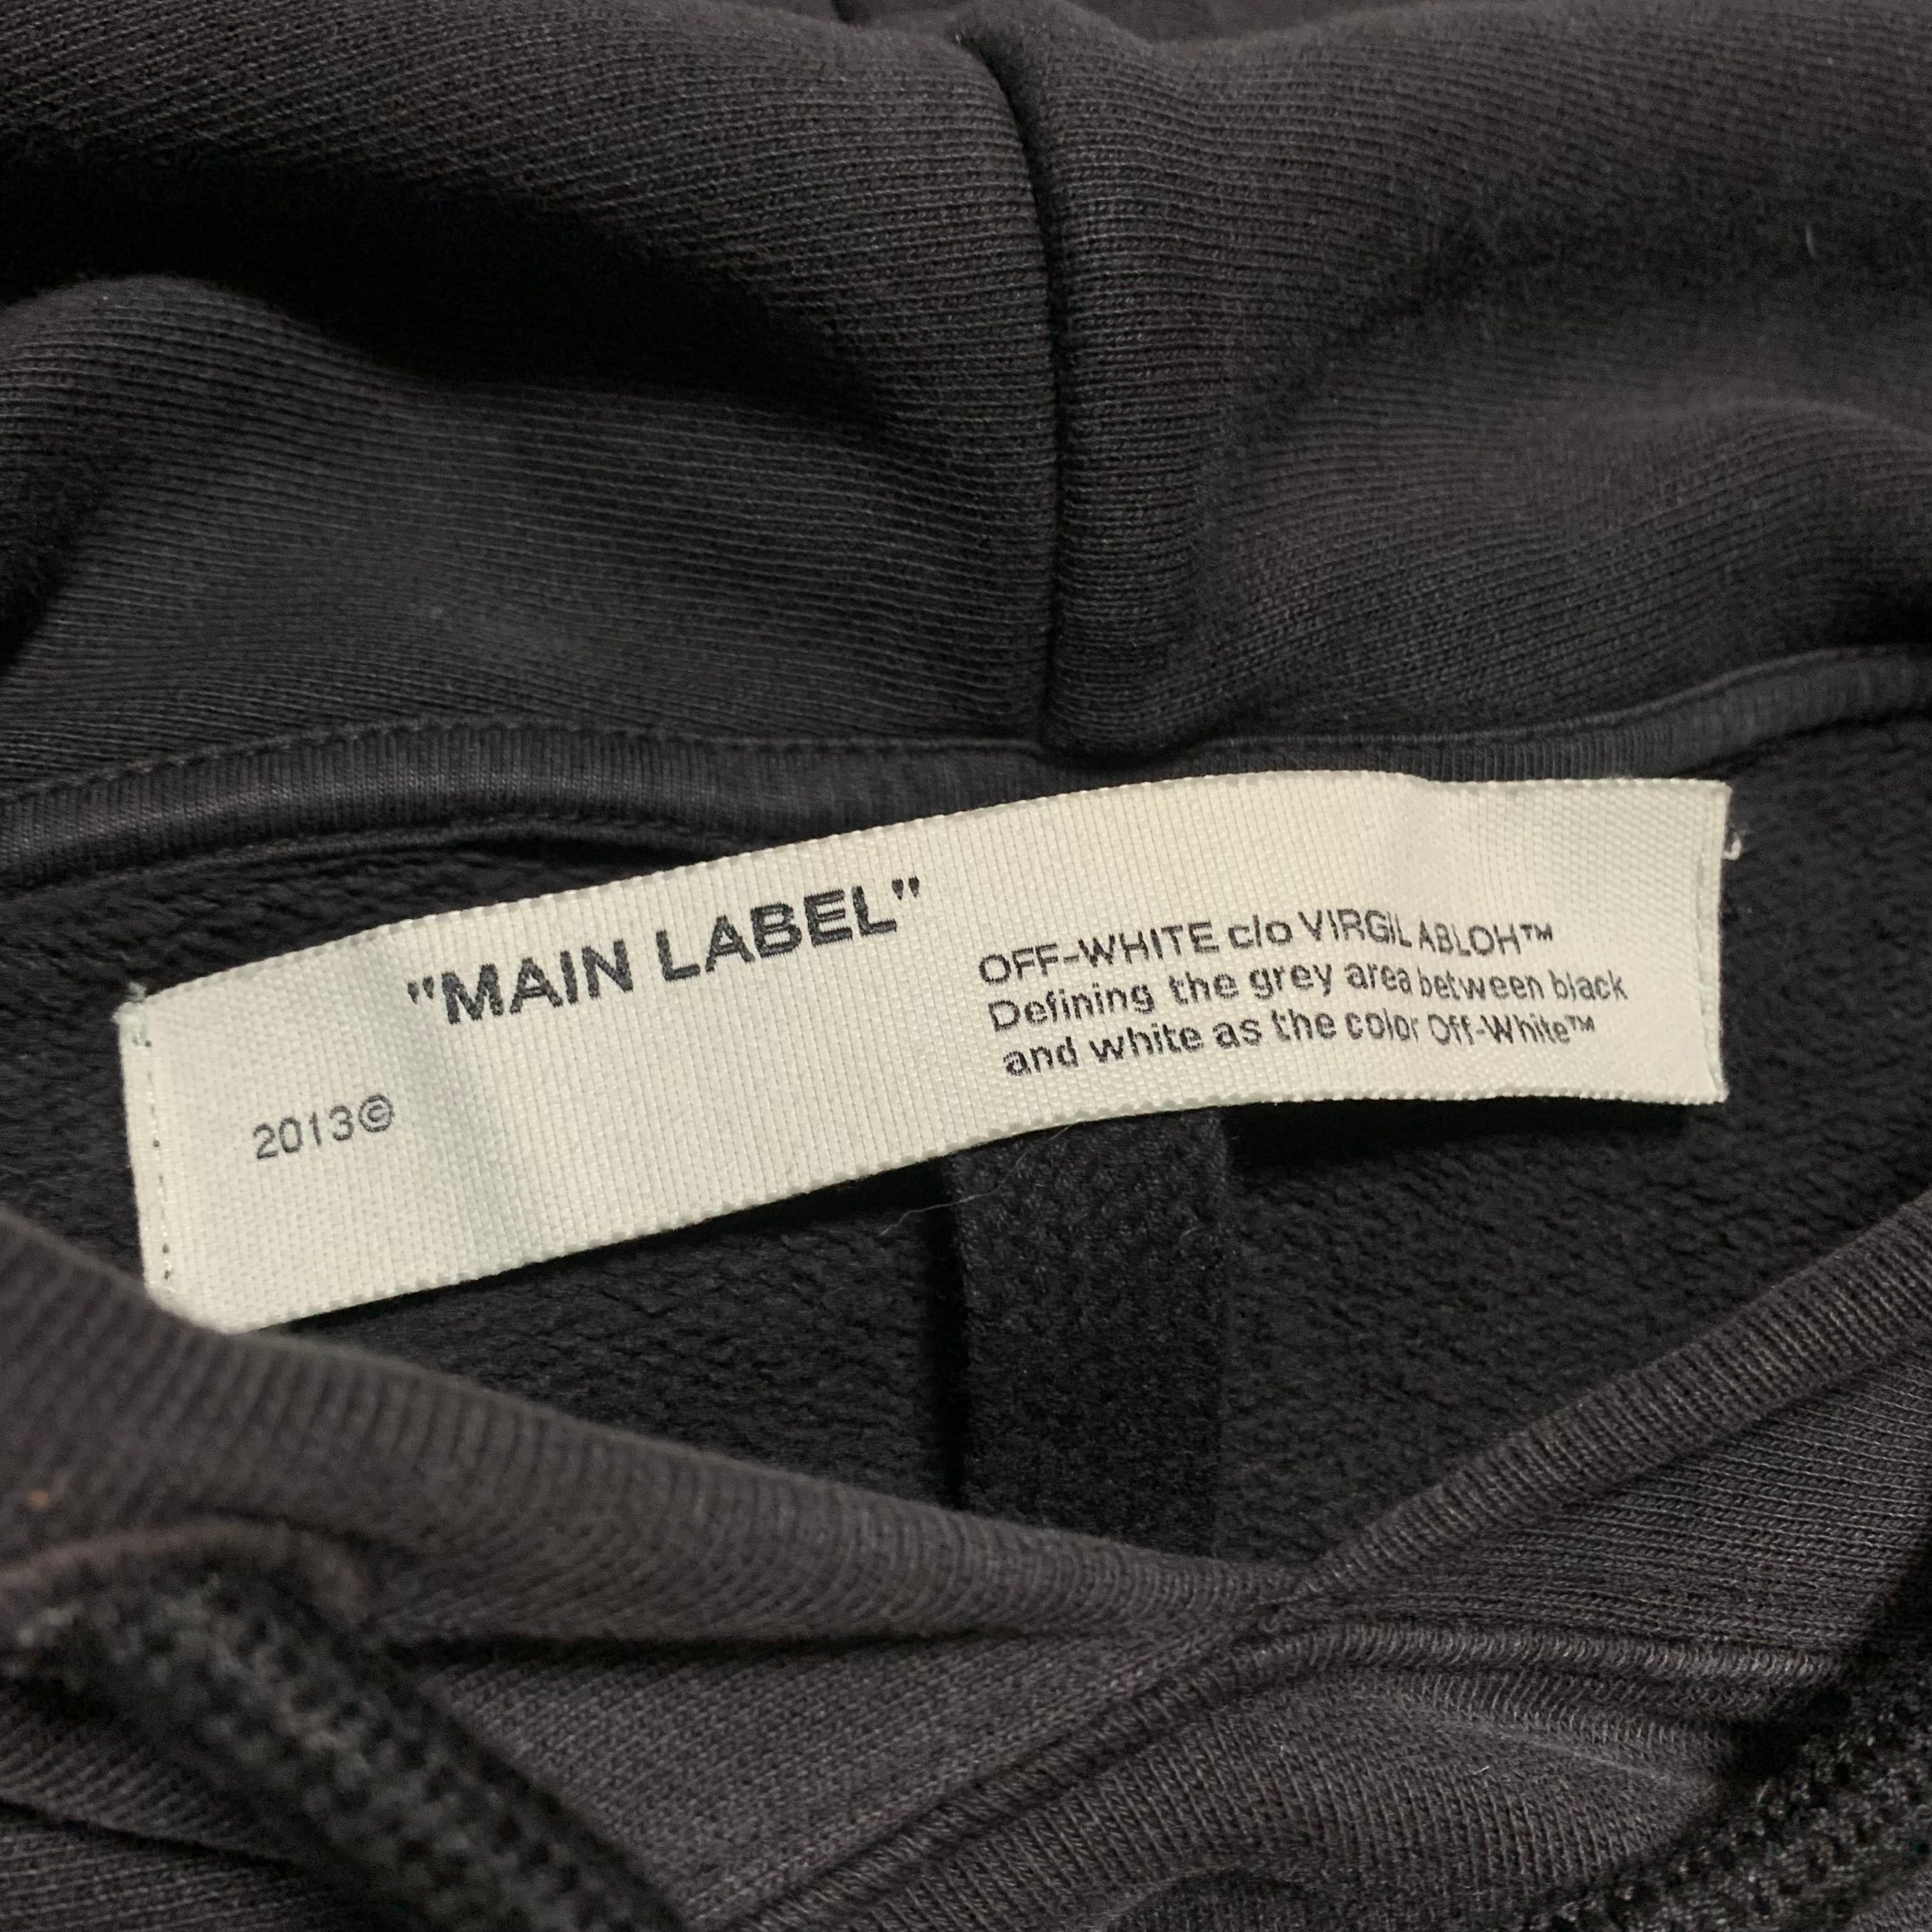 "MAIN LABEL"
2013©
OFF-WHITE c/o VIRGIL ABLOH™
Defining the grey area between black
and white as the color Off-White™